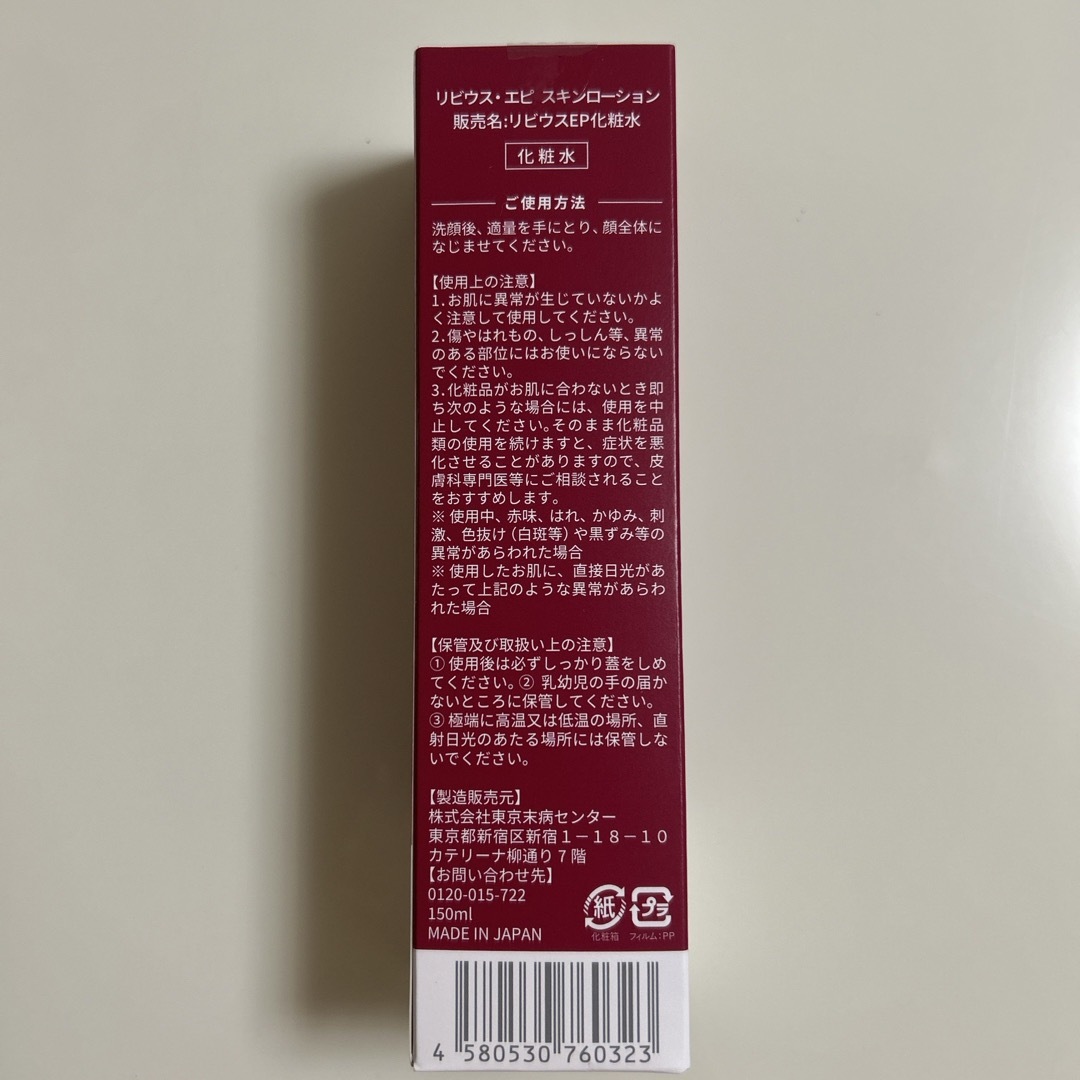 リビウス・エピ スキンローション
販売名:リビウスEP化粧水
化粧水
ご使用方法
洗顔後、適量を手にとり、顔全体に
なじませてください。
【使用上の注意】
1.お肌に異常が生じていないかよ
く注意して使用してください。
2.傷やはれもの、しっしん等、異常
のある部位にはお使いにならない
でください。
3.化粧品がお肌に合わないとき即
ち次のような場合には、使用を中
止してください。そのまま化粧品
類の使用を続けますと、症状を悪
化させることがありますので、皮
膚科専門医等にご相談されること
をおすすめします。
※ 使用中、赤味、はれ、かゆみ、刺
激、色抜け(白斑等)や黒ずみ等の
異常があらわれた場合
※ 使用したお肌に、直接日光があ
たって上記のような異常があらわ
れた場合
【保管及び取扱い上の注意】
① 使用後は必ずしっかり蓋をしめ
てください。② 乳幼児の手の届か
ないところに保管してください。
③ 極端に高温又は低温の場所、直
射日光のあたる場所には保管しな
いでください。
【製造販売元】
株式会社東京末病センター
東京都新宿区新宿1-18-10
カテリーナ柳通り7階
【お問い合わせ先】
0120-015-722
150ml
MADE IN JAPAN
紙 プラ
化粧箱 フィルム:PP
4 580530 760323